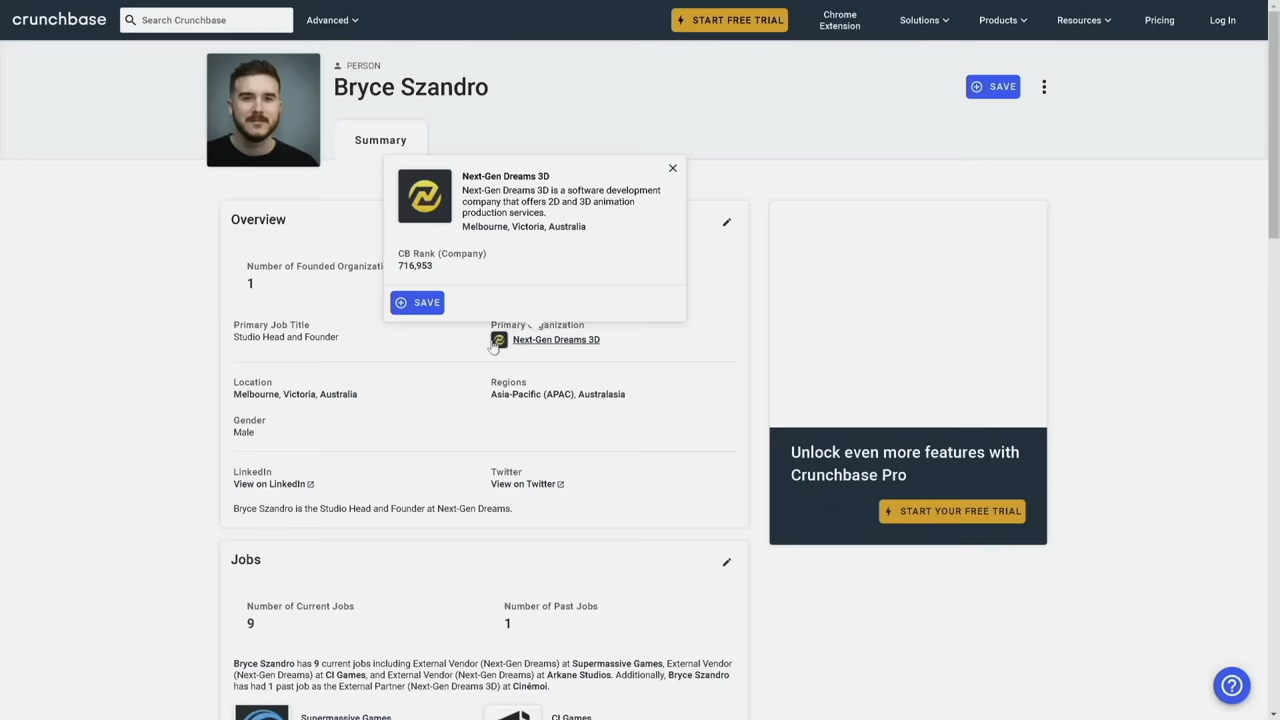 crunchbase
Search Crunchbase
Advanced
START FREE TRIAL
Chrome
Extension
Solutions
Products
Resources
Pricing
Log In
PERSON
Bryce Szandro
SAVE
Summary
Next-Gen Dreams 3D
Next-Gen Dreams 3D is a software development
company that offers 2D and 3D animation
production services.
Melbourne, Victoria, Australia
CB Rank (Company)
716,953
SAVE
Overview
Number of Founded Organizati
1
Primary Job Title
Studio Head and Founder
Primary
Next-Gen Dreams 3D
Location
Melbourne, Victoria, Australia
Regions
Asia-Pacific (APAC), Australasia
Gender
Male
LinkedIn
View on LinkedIn
Twitter
View on Twitter
Bryce Szandro is the Studio Head and Founder at Next-Gen Dreams.
Unlock even more features with
Crunchbase Pro
START YOUR FREE TRIAL
Jobs
Number of Current Jobs
9
Number of Past Jobs
1
Bryce Szandro has 9 current jobs including External Vendor (Next-Gen Dreams) at Supermassive Games, External Vendor
(Next-Gen Dreams) at CI Games, and External Vendor (Next-Gen Dreams) at Arkane Studios. Additionally, Bryce Szandro
has had 1 past job as the External Partner (Next-Gen Dreams 3D) at Cinémoi.
Supermassive Games
CI Games